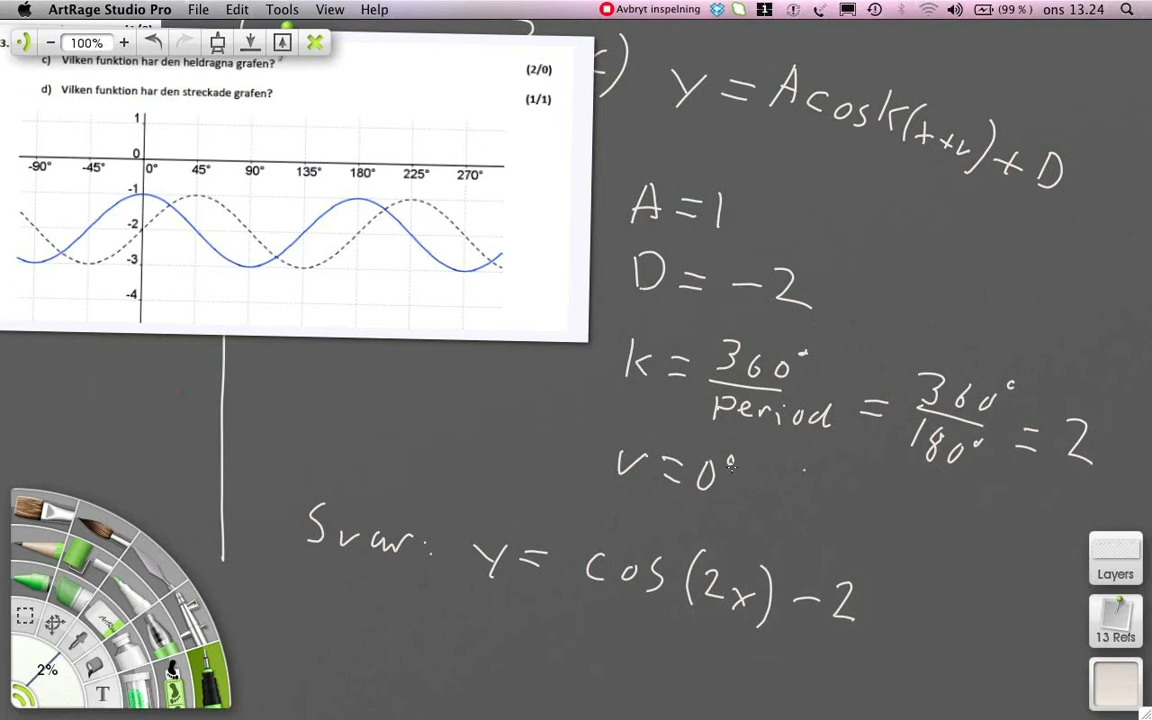 ArtRage Studio Pro File Edit Tools View Help Avbryt inspelning 1 (99 %) ons 13.24
3.
100%
c) Vilken funktion har den heldragna grafen? (2/0)
d) Vilken funktion har den streckade grafen? (1/1)
1
0
-90° -45° 0° 45° 90° 135° 180° 225° 270°
-1
-2
-3
-4
c) y = A cos k(x+v) + D
A = 1
D = -2
k = 360° / period = 360° / 180° = 2
v = 0°
Svar: y = cos(2x) - 2
2%
T
Layers
13 Refs